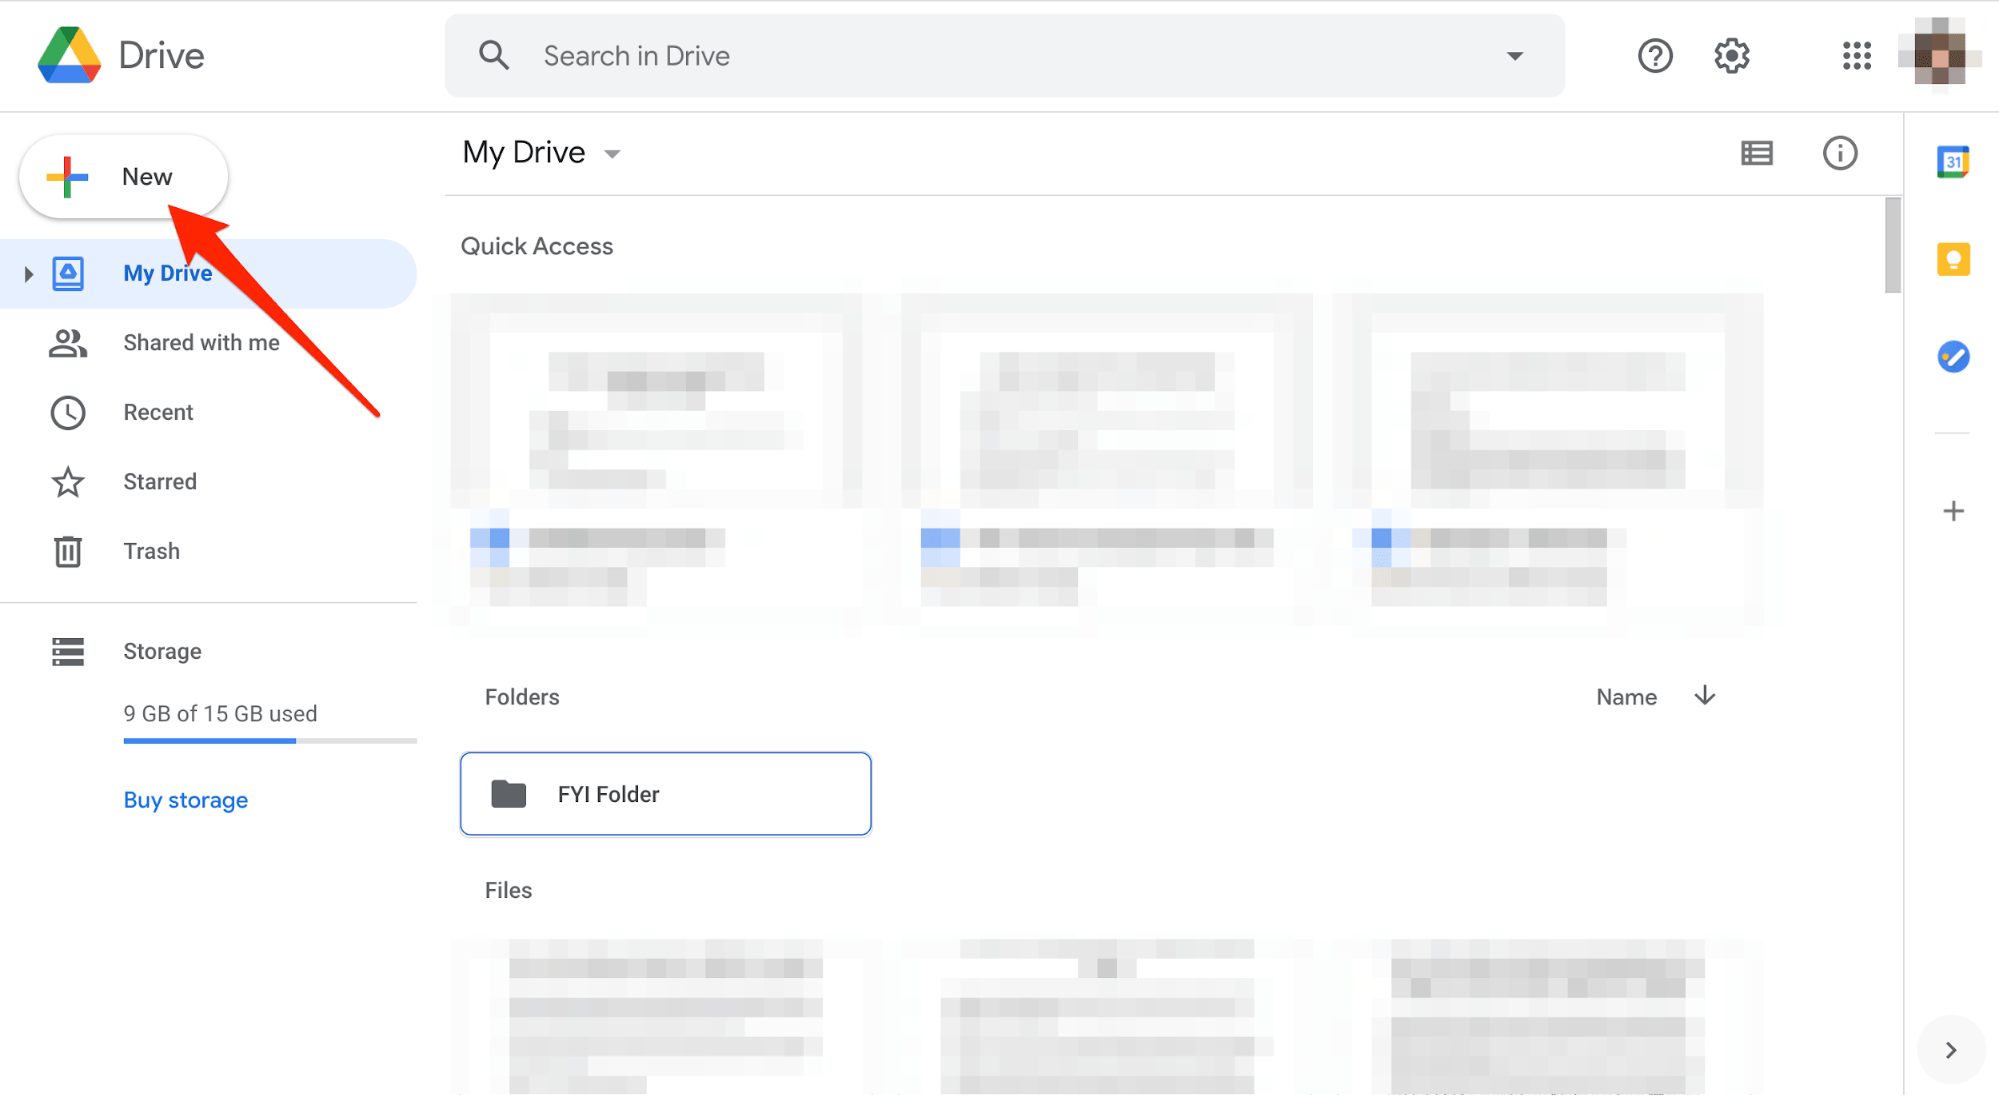 Drive
Search in Drive
New
My Drive
My Drive
Shared with me
Recent
Starred
Trash
Storage
9 GB of 15 GB used
Buy storage
Quick Access
Folders
Name
FYI Folder
Files
31